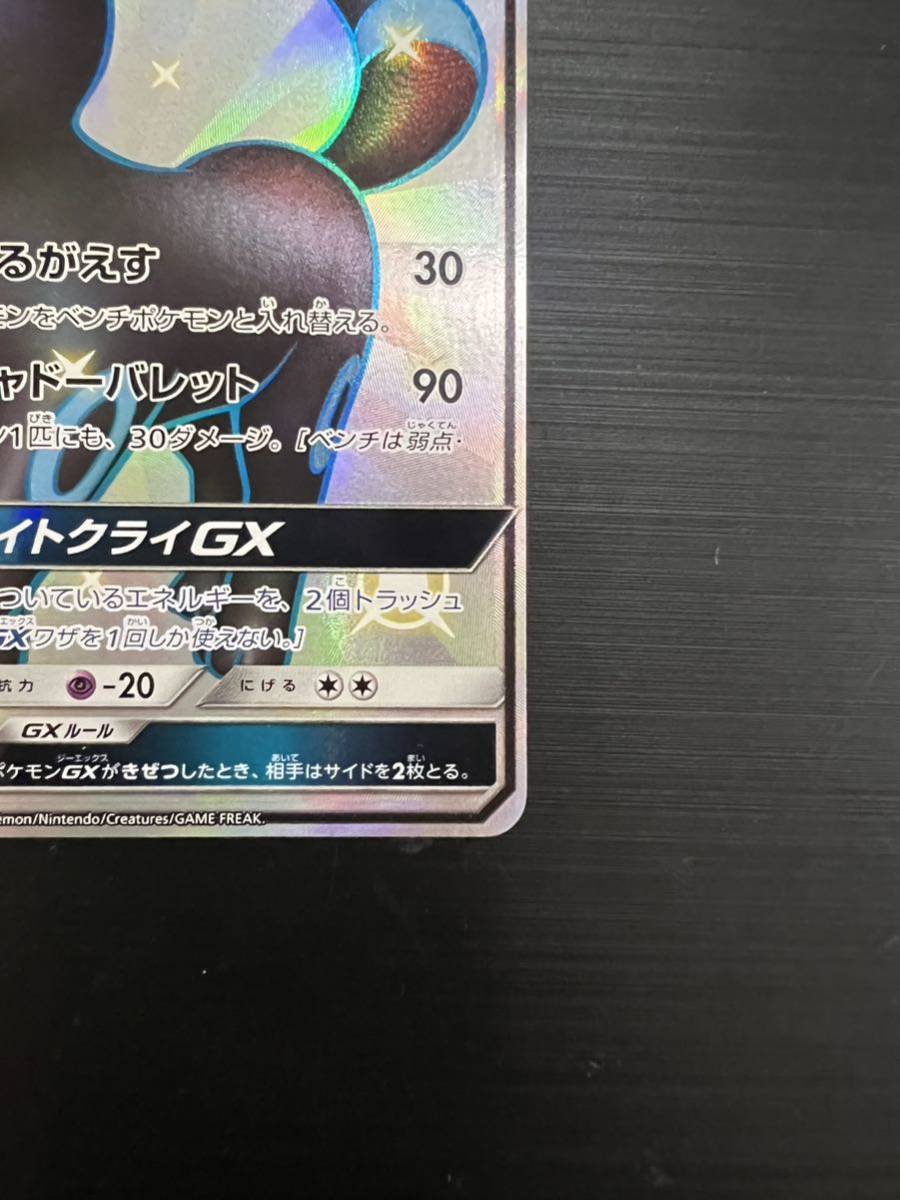 るがえす 30
モンをベンチポケモンと入れ替える。
ャドーバレット 90
1匹にも、30ダメージ。[ベンチは弱点・
イトクライGX
ついているエネルギーを、2個トラッシュ
GXワザを1回しか使えない。]
抗力 -20 にげる
GXルール
ポケモンGXがきぜつしたとき、相手はサイドを2枚とる。
emon/Nintendo/Creatures/GAME FREAK.